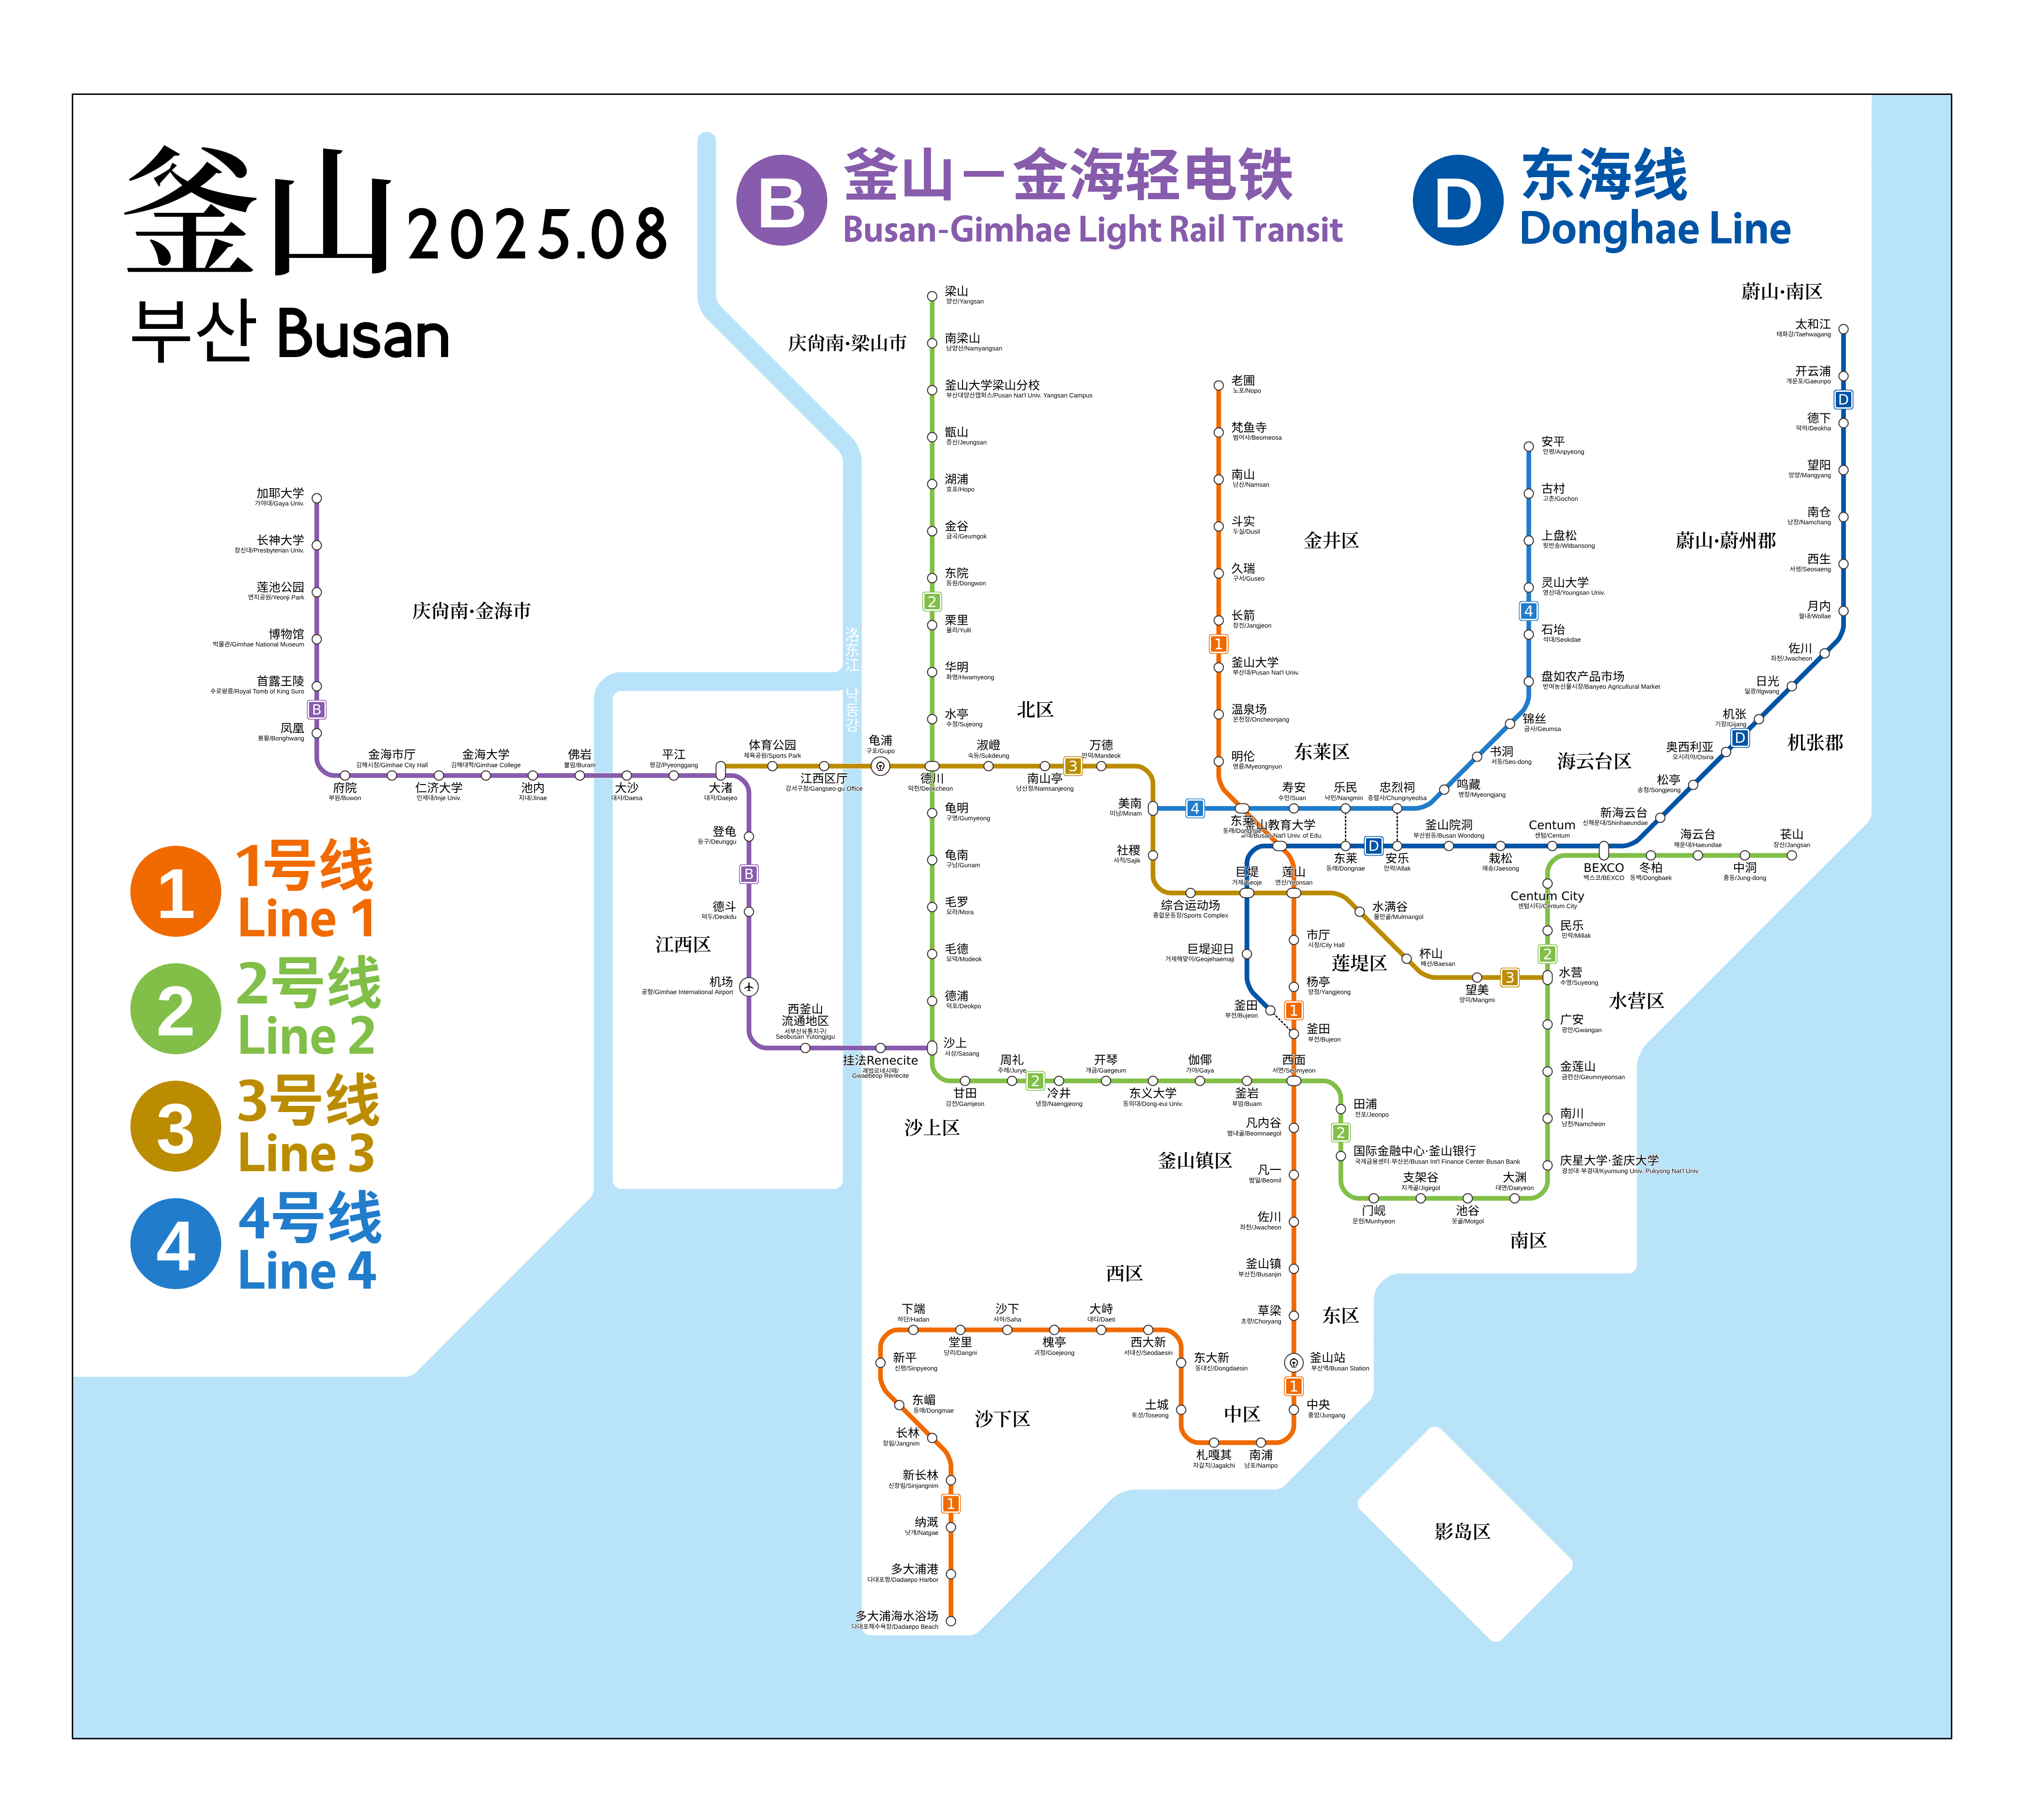 釜山2025.08
부산 Busan
B
釜山－金海轻电铁
Busan-Gimhae Light Rail Transit
D
东海线
Donghae Line
1
1号线
Line 1
2
2号线
Line 2
3
3号线
Line 3
4
4号线
Line 4
庆尙南·梁山市
庆尙南·金海市
蔚山·南区
蔚山·蔚州郡
金井区
北区
东莱区
海云台区
机张郡
江西区
莲堤区
水营区
沙上区
釜山镇区
南区
西区
东区
中区
沙下区
影岛区
洛东江 낙동강
加耶大学
가야대/Gaya Univ.
长神大学
장신대/Presbyterian Univ.
莲池公园
연지공원/Yeonji Park
博物馆
박물관/Gimhae National Museum
首露王陵
수로왕릉/Royal Tomb of King Suro
B
凤凰
봉황/Bonghwang
府院
부원/Buwon
金海市厅
김해시청/Gimhae City Hall
仁济大学
인제대/Inje Univ.
金海大学
김해대학/Gimhae College
池内
지내/Jinae
佛岩
불암/Buram
大沙
대사/Daesa
平江
평강/Pyeonggang
大渚
대저/Daejeo
登龟
등구/Deunggu
B
德斗
덕두/Deokdu
机场
공항/Gimhae International Airport
西釜山
流通地区
서부산유통지구/
Seobusan Yutongjigu
挂法Renecite
괘법르네시떼/
Gwaebeop Renecite
沙上
사상/Sasang
体育公园
체육공원/Sports Park
江西区厅
강서구청/Gangseo-gu Office
龟浦
구포/Gupo
德川
덕천/Deokcheon
淑嶝
숙등/Sukdeung
南山亭
남산정/Namsanjeong
3
万德
만덕/Mandeok
美南
미남/Minam
社稷
사직/Sajik
综合运动场
종합운동장/Sports Complex
巨堤
거제/Geoje
莲山
연산/Yeonsan
水满谷
물만골/Mulmangol
杯山
배산/Baesan
望美
망미/Mangmi
3
水营
수영/Suyeong
梁山
양산/Yangsan
南梁山
남양산/Namyangsan
釜山大学梁山分校
부산대양산캠퍼스/Pusan Nat'l Univ. Yangsan Campus
甑山
증산/Jeungsan
湖浦
호포/Hopo
金谷
금곡/Geumgok
东院
동원/Dongwon
2
栗里
율리/Yulli
华明
화명/Hwamyeong
水亭
수정/Sujeong
龟明
구명/Gumyeong
龟南
구남/Gunam
毛罗
모라/Mora
毛德
모덕/Modeok
德浦
덕포/Deokpo
甘田
감전/Gamjeon
周礼
주례/Jurye
2
冷井
냉정/Naengjeong
开琴
개금/Gaegeum
东义大学
동의대/Dong-eui Univ.
伽倻
가야/Gaya
釜岩
부암/Buam
西面
서면/Seomyeon
田浦
전포/Jeonpo
2
国际金融中心·釜山银行
국제금융센터·부산은행/Busan Int'l Finance Center·Busan Bank
门岘
문현/Munhyeon
支架谷
지게골/Jigegol
池谷
못골/Motgol
大渊
대연/Daeyeon
庆星大学·釜庆大学
경성대·부경대/Kyunsung Univ.·Pukyong Nat'l Univ.
南川
남천/Namcheon
金莲山
금련산/Geumnyeonsan
广安
광안/Gwangan
2
民乐
민락/Millak
Centum City
센텀시티/Centum City
BEXCO
벡스코/BEXCO
冬柏
동백/Dongbaek
海云台
해운대/Haeundae
中洞
중동/Jung-dong
苌山
장산/Jangsan
老圃
노포/Nopo
梵鱼寺
범어사/Beomeosa
南山
남산/Namsan
斗实
두실/Dusil
久瑞
구서/Guseo
长箭
장전/Jangjeon
1
釜山大学
부산대/Pusan Nat'l Univ.
温泉场
온천장/Oncheonjang
明伦
명륜/Myeongnyun
东莱
동래/Dongnae
釜山教育大学
교대/Busan Nat'l Univ. of Edu.
市厅
시청/City Hall
杨亭
양정/Yangjeong
1
釜田
부전/Bujeon
凡内谷
범내골/Beomnaegol
凡一
범일/Beomil
佐川
좌천/Jwacheon
釜山镇
부산진/Busanjin
草梁
초량/Choryang
釜山站
부산역/Busan Station
1
中央
중앙/Jungang
南浦
남포/Nampo
札嘎其
자갈치/Jagalchi
土城
토성/Toseong
东大新
동대신/Dongdaesin
西大新
서대신/Seodaesin
大峙
대티/Daeti
槐亭
괴정/Goejeong
沙下
사하/Saha
堂里
당리/Dangni
下端
하단/Hadan
新平
신평/Sinpyeong
东嵋
동매/Dongmae
长林
장림/Jangnim
新长林
신장림/Sinjangnim
1
纳溉
낫개/Natgae
多大浦港
다대포항/Dadaepo Harbor
多大浦海水浴场
다대포해수욕장/Dadaepo Beach
安平
안평/Anpyeong
古村
고촌/Gochon
上盘松
윗반송/Witbansong
灵山大学
영산대/Youngsan Univ.
4
石坮
석대/Seokdae
盘如农产品市场
반여농산물시장/Banyeo Agricultural Market
锦丝
금사/Geumsa
书洞
서동/Seo-dong
鸣藏
명장/Myeongjang
忠烈祠
충렬사/Chungnyeolsa
乐民
낙민/Nangmin
寿安
수안/Suan
4
太和江
태화강/Taehwagang
开云浦
개운포/Gaeunpo
D
德下
덕하/Deokha
望阳
망양/Mangyang
南仓
남창/Namchang
西生
서생/Seosaeng
月内
월내/Wollae
佐川
좌천/Jwacheon
日光
일광/Ilgwang
机张
기장/Gijang
D
奥西利亚
오시리아/Osiria
松亭
송정/Songjeong
新海云台
신해운대/Shinhaeundae
Centum
센텀/Centum
栽松
재송/Jaesong
釜山院洞
부산원동/Busan Wondong
安乐
안락/Allak
D
东莱
동래/Dongnae
巨堤迎日
거제해맞이/Geojehaemaji
釜田
부전/Bujeon